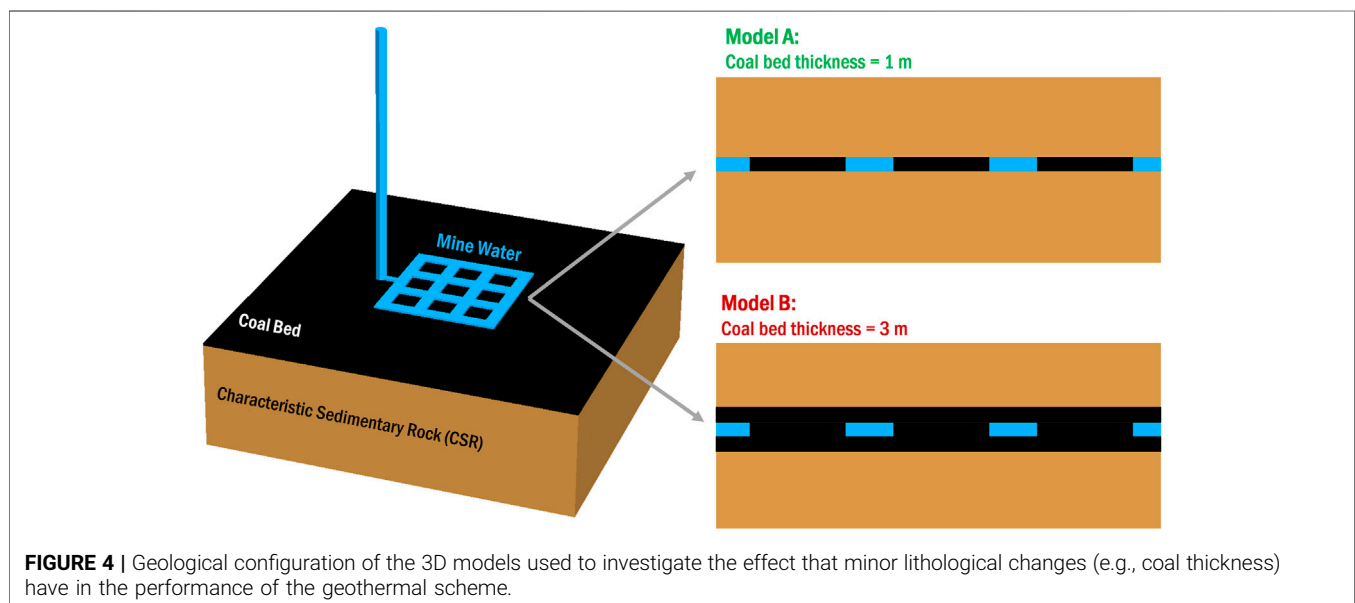 Model A:
Coal bed thickness = 1 m
Mine Water
Coal Bed
Characteristic Sedimentary Rock (CSR)
Model B:
Coal bed thickness = 3 m
FIGURE 4 | Geological configuration of the 3D models used to investigate the effect that minor lithological changes (e.g., coal thickness)
have in the performance of the geothermal scheme.